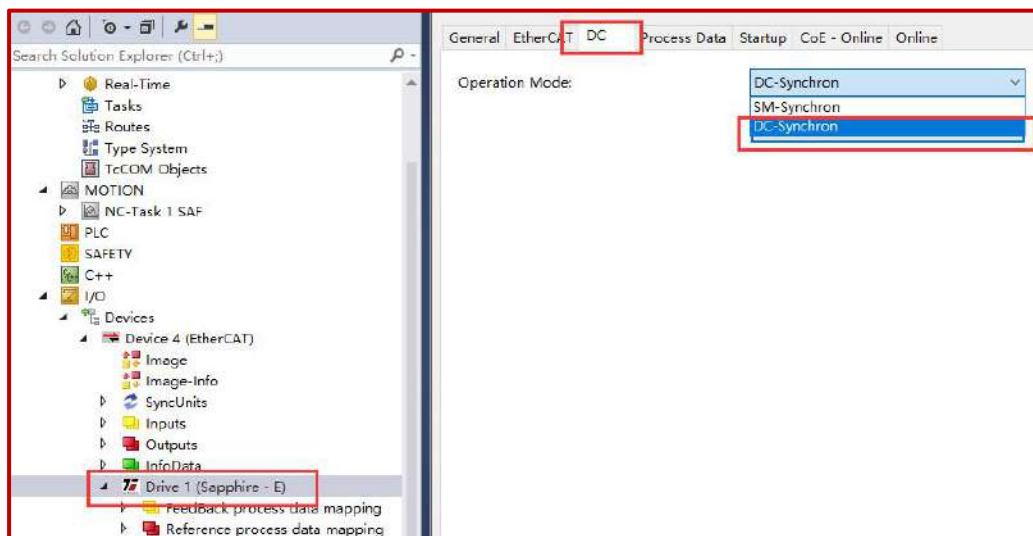 Search Solution Explorer (Ctrl+;)
Real-Time
Tasks
Routes
Type System
TcCOM Objects
MOTION
NC-Task 1 SAF
PLC
SAFETY
C++
I/O
Devices
Device 4 (EtherCAT)
Image
Image-Info
SyncUnits
Inputs
Outputs
InfoData
Drive 1 (Sapphire - E)
FeedBack process data mapping
Reference process data mapping
General EtherCAT DC Process Data Startup CoE - Online Online
Operation Mode: DC-Synchron
SM-Synchron
DC-Synchron